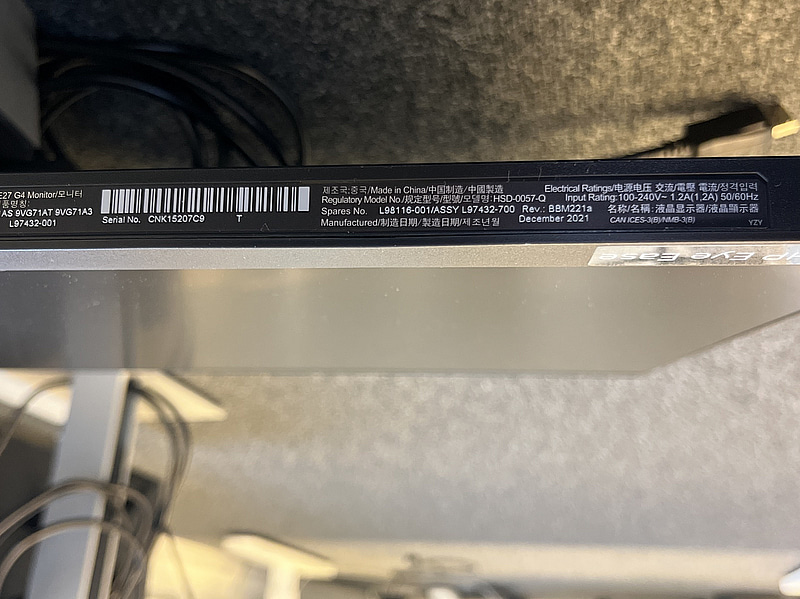 E27 G4 Monitor/모니터
품명칭:
AS 9VG71AT 9VG71A3
L97432-001
Serial No. CNK15207C9 T
제조국:중국/Made in China/中国制造/中國製造
Regulatory Model No./规定型号/型號/모델명: HSD-0057-Q
Spares No. L98116-001/ASSY L97432-700 Rev.: BBM221a
Manufactured/制造日期/製造日期/제조년월 December 2021
Electrical Ratings/电源电压 交流/電壓 電流/정격입력
Input Rating:100-240V~ 1.2A(1,2A) 50/60Hz
名称/名稱:液晶显示器/液晶顯示器
CAN ICES-3(B)/NMB-3(B)
YZY
HP Eye Ease